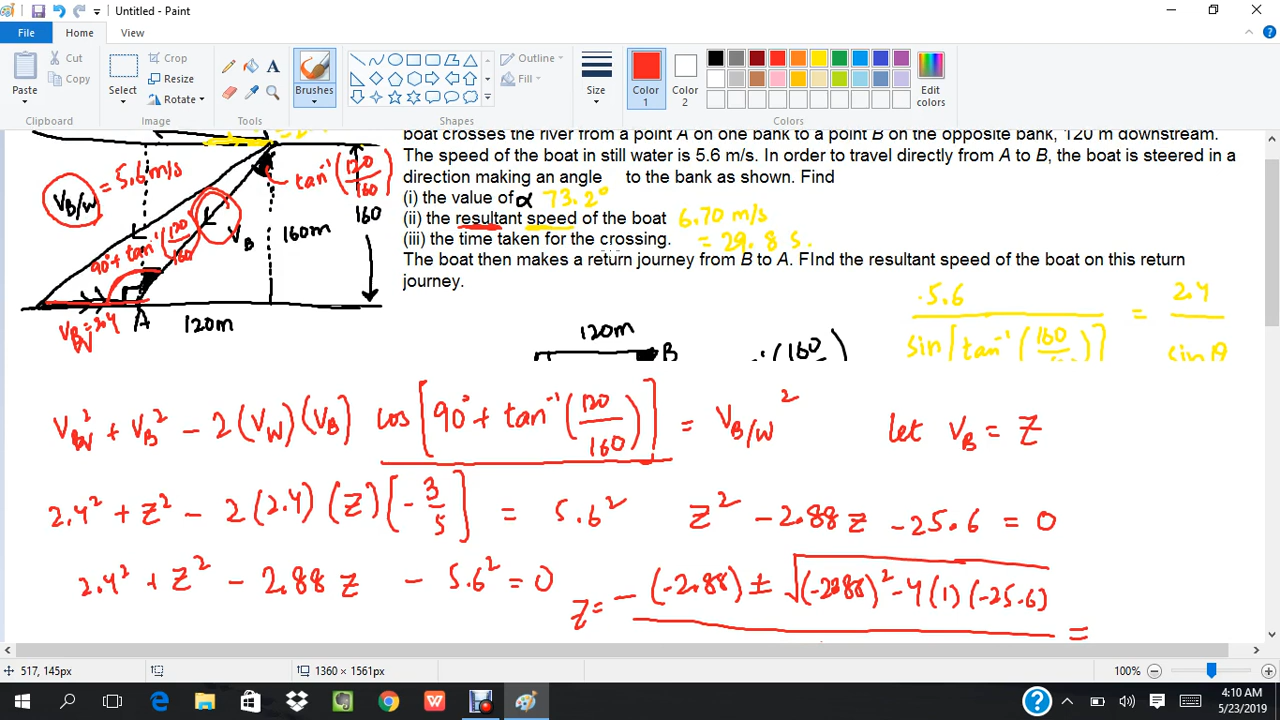 Untitled - Paint
File
Home
View
Paste
Cut
Copy
Clipboard
Select
Crop
Resize
Rotate
Image
Tools
Brushes
Shapes
Outline
Fill
Size
Color 1
Color 2
Edit colors
Colors
boat crosses the river from a point A on one bank to a point B on the opposite bank, 120 m downstream.
The speed of the boat in still water is 5.6 m/s. In order to travel directly from A to B, the boat is steered in a
direction making an angle to the bank as shown. Find
(i) the value of α 73.2°
(ii) the resultant speed of the boat 6.70 m/s
(iii) the time taken for the crossing. = 29.8 s.
The boat then makes a return journey from B to A. FInd the resultant speed of the boat on this return
journey.
V_B/W = 5.6 m/s
tan⁻¹(120/160)
90° + tan⁻¹(120/160)
V_B
160m
160
A
120m
120m
B
5.6 / sin[tan⁻¹(160/ = 2.4 / sin θ
V_W² + V_B² - 2(V_W)(V_B) cos[90° + tan⁻¹(120/160)] = V_B/W²
let V_B = Z
2.4² + Z² - 2(2.4)(Z)[-3/5] = 5.6²
Z² - 2.88Z - 25.6 = 0
2.4² + Z² - 2.88 Z - 5.6² = 0
Z = -(-2.88) ± √(-2.88)² - 4(1)(-25.6) =
517, 145px
1360 × 1561px
100%
4:10 AM
5/23/2019